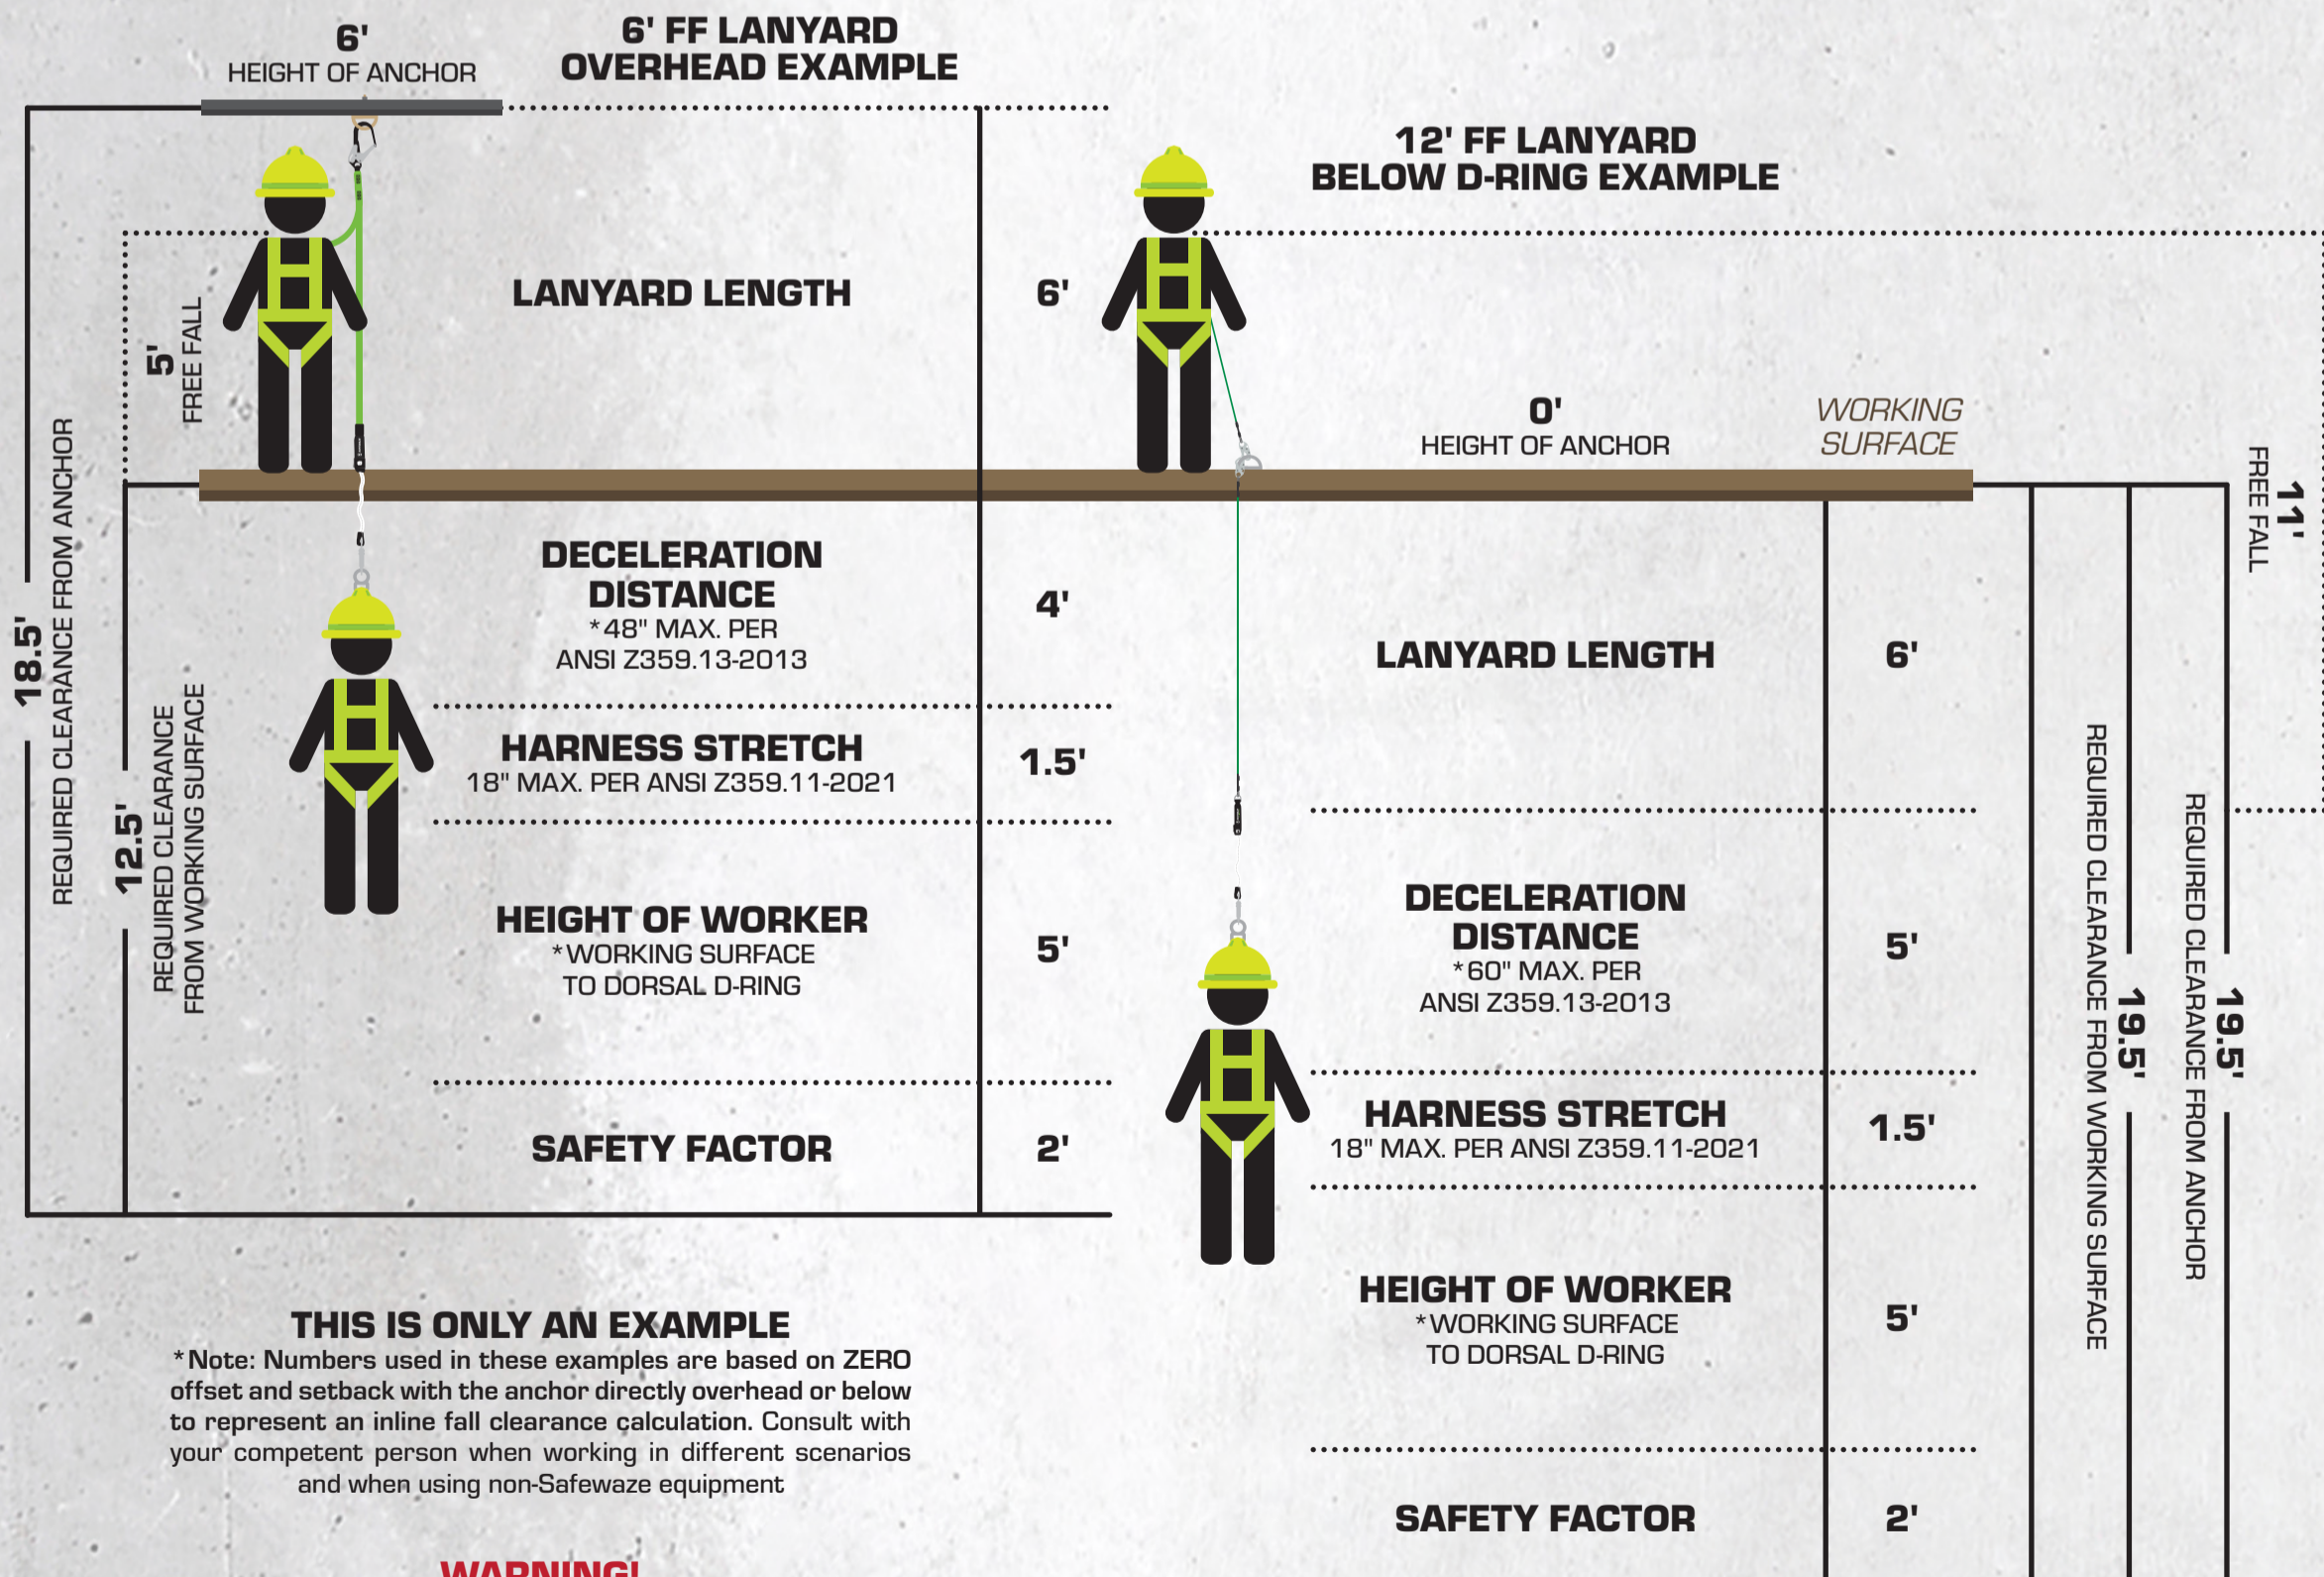 6'
HEIGHT OF ANCHOR
6' FF LANYARD
OVERHEAD EXAMPLE
5'
FREE FALL
LANYARD LENGTH
6'
18.5'
REQUIRED CLEARANCE FROM ANCHOR
12.5'
REQUIRED CLEARANCE
FROM WORKING SURFACE
DECELERATION
DISTANCE
*48" MAX. PER
ANSI Z359.13-2013
4'
HARNESS STRETCH
18" MAX. PER ANSI Z359.11-2021
1.5'
HEIGHT OF WORKER
*WORKING SURFACE
TO DORSAL D-RING
5'
SAFETY FACTOR
2'
12' FF LANYARD
BELOW D-RING EXAMPLE
0'
HEIGHT OF ANCHOR
WORKING
SURFACE
11'
FREE FALL
LANYARD LENGTH
6'
DECELERATION
DISTANCE
*60" MAX. PER
ANSI Z359.13-2013
5'
HARNESS STRETCH
18" MAX. PER ANSI Z359.11-2021
1.5'
HEIGHT OF WORKER
*WORKING SURFACE
TO DORSAL D-RING
5'
SAFETY FACTOR
2'
19.5'
REQUIRED CLEARANCE FROM WORKING SURFACE
19.5'
REQUIRED CLEARANCE FROM ANCHOR
THIS IS ONLY AN EXAMPLE
*Note: Numbers used in these examples are based on ZERO
offset and setback with the anchor directly overhead or below
to represent an inline fall clearance calculation. Consult with
your competent person when working in different scenarios
and when using non-Safewaze equipment
WARNING!